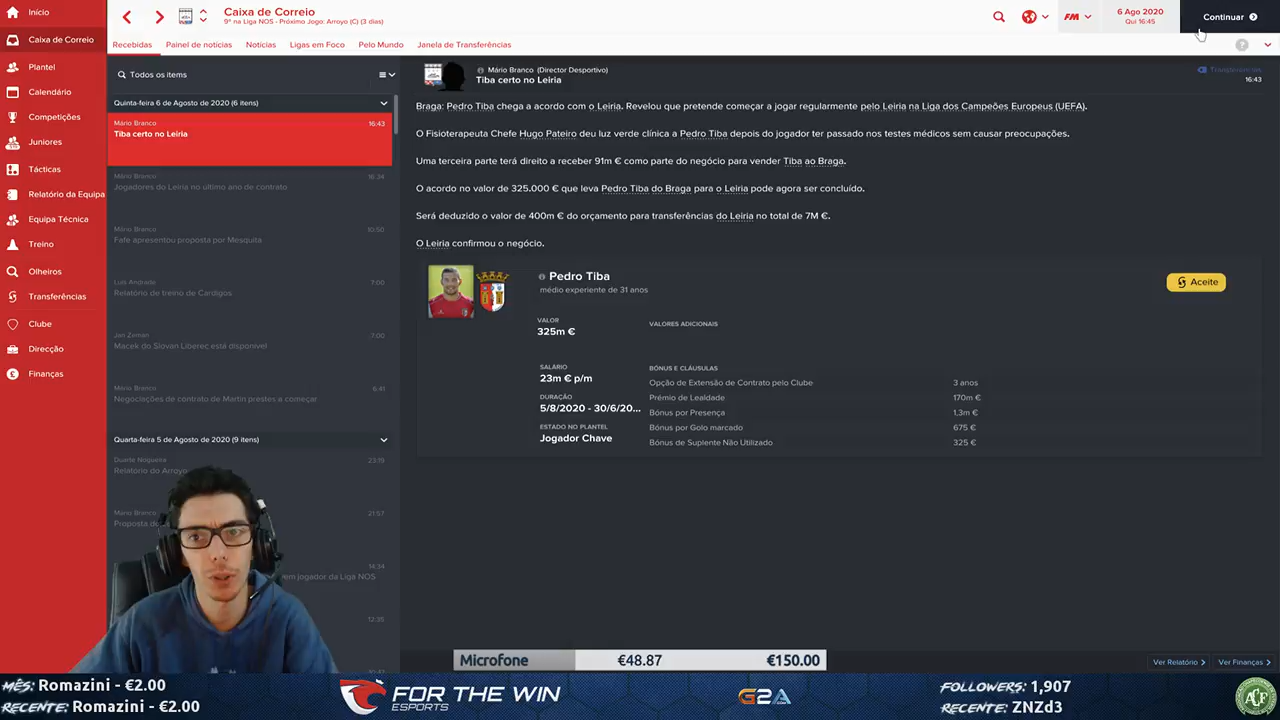 Início
Caixa de Correio
Plantel
Calendário
Competições
Juniores
Tácticas
Relatório da Equipa
Equipa Técnica
Treino
Olheiros
Transferências
Clube
Direcção
Finanças
Caixa de Correio
9º na Liga NOS - Próximo Jogo: Arroyo (C) (3 dias)
FM
6 Ago 2020
Qui 16:45
Continuar
Recebidas
Painel de notícias
Notícias
Ligas em Foco
Pelo Mundo
Janela de Transferências
Todos os items
Quinta-feira 6 de Agosto de 2020 (6 itens)
Mário Branco 16:43
Tiba certo no Leiria
Mário Branco 16:34
Jogadores do Leiria no último ano de contrato
Mário Branco 10:50
Fefe apresentou proposta por Mesquita
Luís Andrade 7:00
Relatório de treino de Cardigos
Jan Zeman 7:00
Macek do Slovan Liberec está disponível
Mário Branco 6:41
Negociações de contrato de Martin prestes a começar
Quarta-feira 5 de Agosto de 2020 (9 itens)
Duarte Nogueira 23:19
Relatório do Arroyo
Mário Branco 21:57
Proposta de
14:34
jogador da Liga NOS
12:35
Mário Branco (Director Desportivo)
Tiba certo no Leiria
Transferências
16:43
Braga: Pedro Tiba chega a acordo com o Leiria. Revelou que pretende começar a jogar regularmente pelo Leiria na Liga dos Campeões Europeus (UEFA).
O Fisioterapeuta Chefe Hugo Pateiro deu luz verde clínica a Pedro Tiba depois do jogador ter passado nos testes médicos sem causar preocupações.
Uma terceira parte terá direito a receber 91m € como parte do negócio para vender Tiba ao Braga.
O acordo no valor de 325.000 € que leva Pedro Tiba do Braga para o Leiria pode agora ser concluído.
Será deduzido o valor de 400m € do orçamento para transferências do Leiria no total de 7M €.
O Leiria confirmou o negócio.
Pedro Tiba
médio experiente de 31 anos
Aceite
VALOR
325m €
VALORES ADICIONAIS
SALÁRIO
23m € p/m
DURAÇÃO
5/8/2020 - 30/6/20...
ESTADO NO PLANTEL
Jogador Chave
BÓNUS E CLÁUSULAS
Opção de Extensão de Contrato pelo Clube 3 anos
Prémio de Lealdade 170m €
Bónus por Presença 1,3m €
Bónus por Golo marcado 675 €
Bónus de Suplente Não Utilizado 325 €
Ver Relatório
Ver Finanças
Microfone €48.87 €150.00
MÊS: Romazini - €2.00
RECENTE: Romazini - €2.00
FOR THE WIN
ESPORTS
G2A
FOLLOWERS: 1,907
RECENTE: ZNZd3
ACF